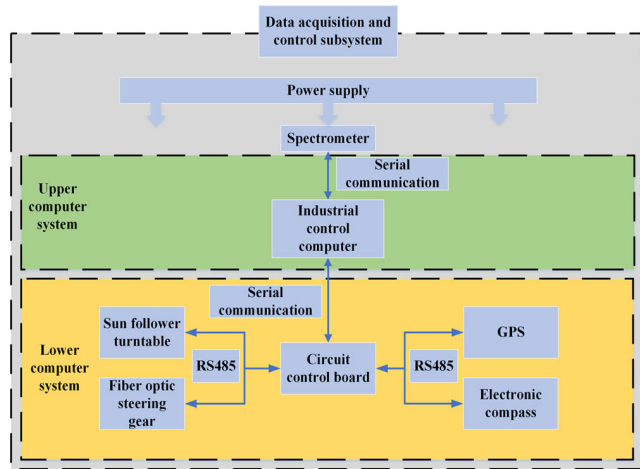 Data acquisition and
control subsystem
Power supply
Spectrometer
Serial
communication
Upper
computer
system
Industrial
control
computer
Serial
communication
Sun follower
turntable
GPS
Lower
computer
system
RS485
Circuit
control board
RS485
Fiber optic
steering
gear
Electronic
compass